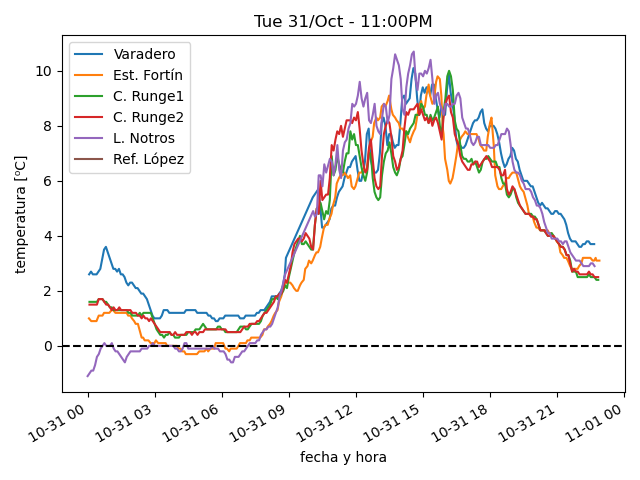 Tue 31/Oct - 11:00PM
Varadero
Est. Fortín
C. Runge1
C. Runge2
L. Notros
Ref. López
temperatura [ºC]
10
8
6
4
2
0
10-31 00
10-31 03
10-31 06
10-31 09
10-31 12
10-31 15
10-31 18
10-31 21
11-01 00
fecha y hora